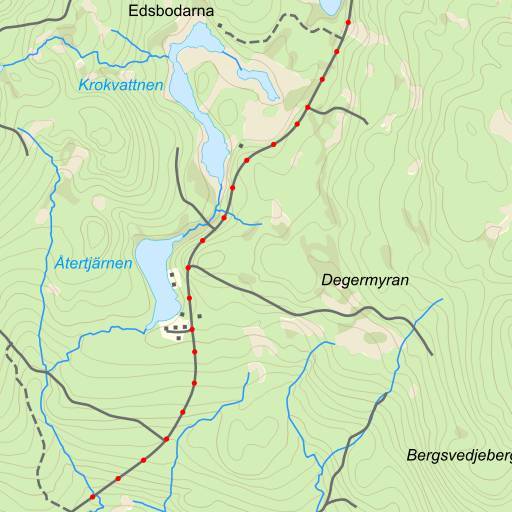 Edsbodarna
Krokvattnen
Återtjärnen
Degermyran
Bergsvedjeberg